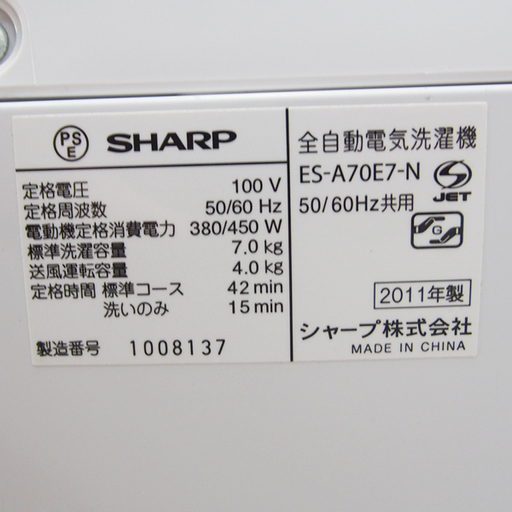 PS
E
SHARP
定格電圧 100 V
定格周波数 50/60 Hz
電動機定格消費電力 380/450 W
標準洗濯容量 7.0 kg
送風運転容量 4.0 kg
定格時間 標準コース 42 min
洗いのみ 15 min
製造番号 1008137
全自動電気洗濯機
ES-A70E7-N
JET
50/60Hz共用
G
2011年製
シャープ株式会社
MADE IN CHINA